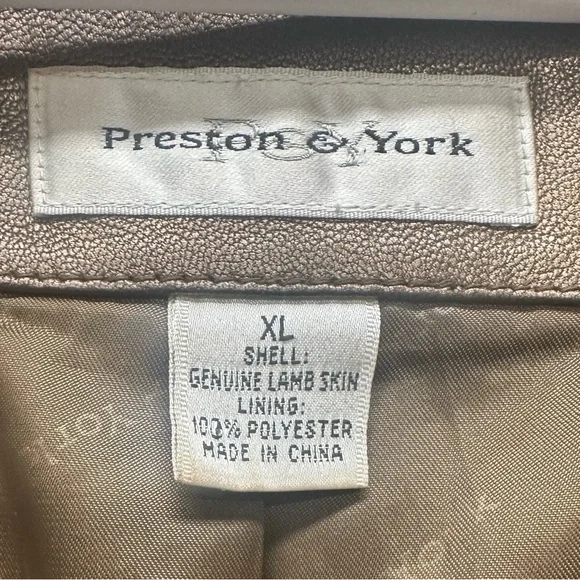 Preston & York
XL
SHELL:
GENUINE LAMB SKIN
LINING:
100% POLYESTER
MADE IN CHINA